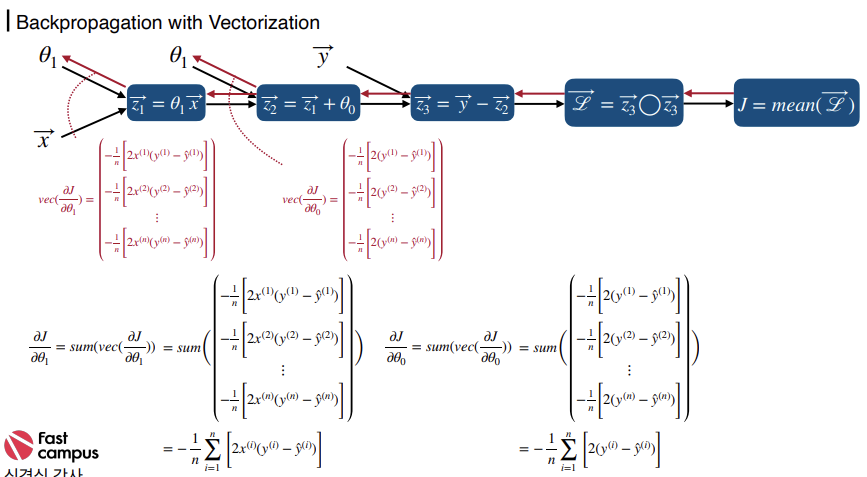 Backpropagation with Vectorization
θ₁ θ₁ y⃗
z⃗₁ = θ₁ x⃗ z⃗₂ = z⃗₁ + θ₀ z⃗₃ = y⃗ − z⃗₂ ℒ⃗ = z⃗₃ ◯ z⃗₃ J = mean(ℒ⃗)
x⃗
−1/n [2x⁽¹⁾(y⁽¹⁾ − ŷ⁽¹⁾)] −1/n [2(y⁽¹⁾ − ŷ⁽¹⁾)]
−1/n [2x⁽²⁾(y⁽²⁾ − ŷ⁽²⁾)] −1/n [2(y⁽²⁾ − ŷ⁽²⁾)]
vec(∂J/∂θ₁) = ⋮ vec(∂J/∂θ₀) = ⋮
−1/n [2x⁽ⁿ⁾(y⁽ⁿ⁾ − ŷ⁽ⁿ⁾)] −1/n [2(y⁽ⁿ⁾ − ŷ⁽ⁿ⁾)]
−1/n [2x⁽¹⁾(y⁽¹⁾ − ŷ⁽¹⁾)] −1/n [2(y⁽¹⁾ − ŷ⁽¹⁾)]
∂J/∂θ₁ = sum(vec(∂J/∂θ₁)) = sum( −1/n [2x⁽²⁾(y⁽²⁾ − ŷ⁽²⁾)] ) ∂J/∂θ₀ = sum(vec(∂J/∂θ₀)) = sum( −1/n [2(y⁽²⁾ − ŷ⁽²⁾)] )
⋮ ⋮
−1/n [2x⁽ⁿ⁾(y⁽ⁿ⁾ − ŷ⁽ⁿ⁾)] −1/n [2(y⁽ⁿ⁾ − ŷ⁽ⁿ⁾)]
= −1/n ∑ᵢ₌₁ⁿ [2x⁽ⁱ⁾(y⁽ⁱ⁾ − ŷ⁽ⁱ⁾)] = −1/n ∑ᵢ₌₁ⁿ [2(y⁽ⁱ⁾ − ŷ⁽ⁱ⁾)]
Fast
campus